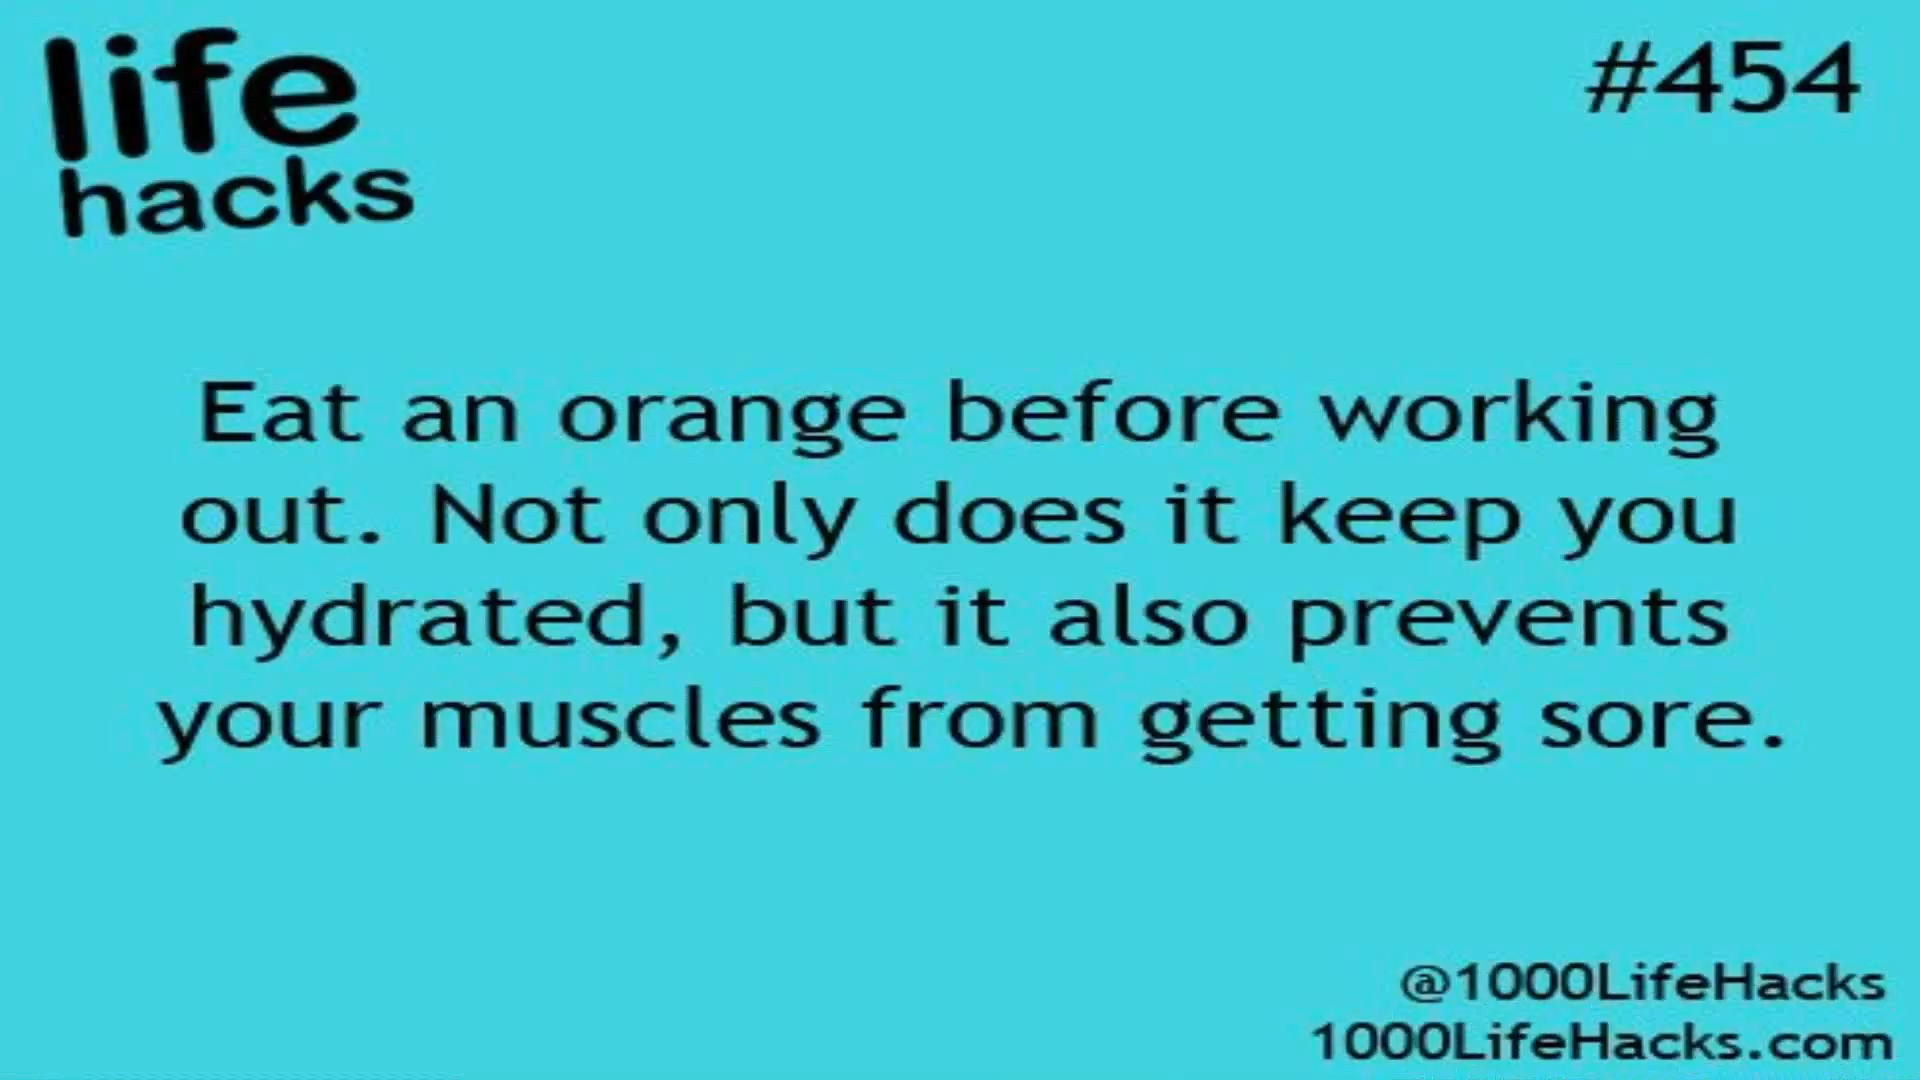 life
hacks
#454
Eat an orange before working
out. Not only does it keep you
hydrated, but it also prevents
your muscles from getting sore.
@1000LifeHacks
1000LifeHacks.com